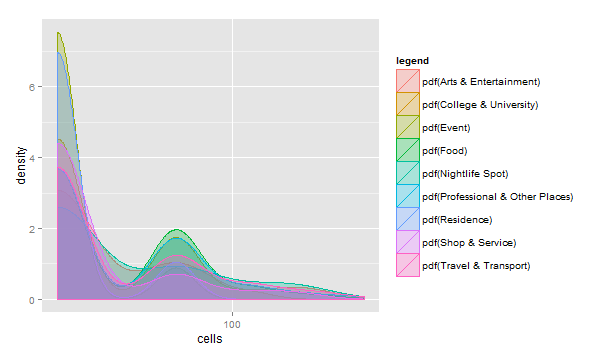 density
6
4
2
0
100
cells
legend
pdf(Arts & Entertainment)
pdf(College & University)
pdf(Event)
pdf(Food)
pdf(Nightlife Spot)
pdf(Professional & Other Places)
pdf(Residence)
pdf(Shop & Service)
pdf(Travel & Transport)